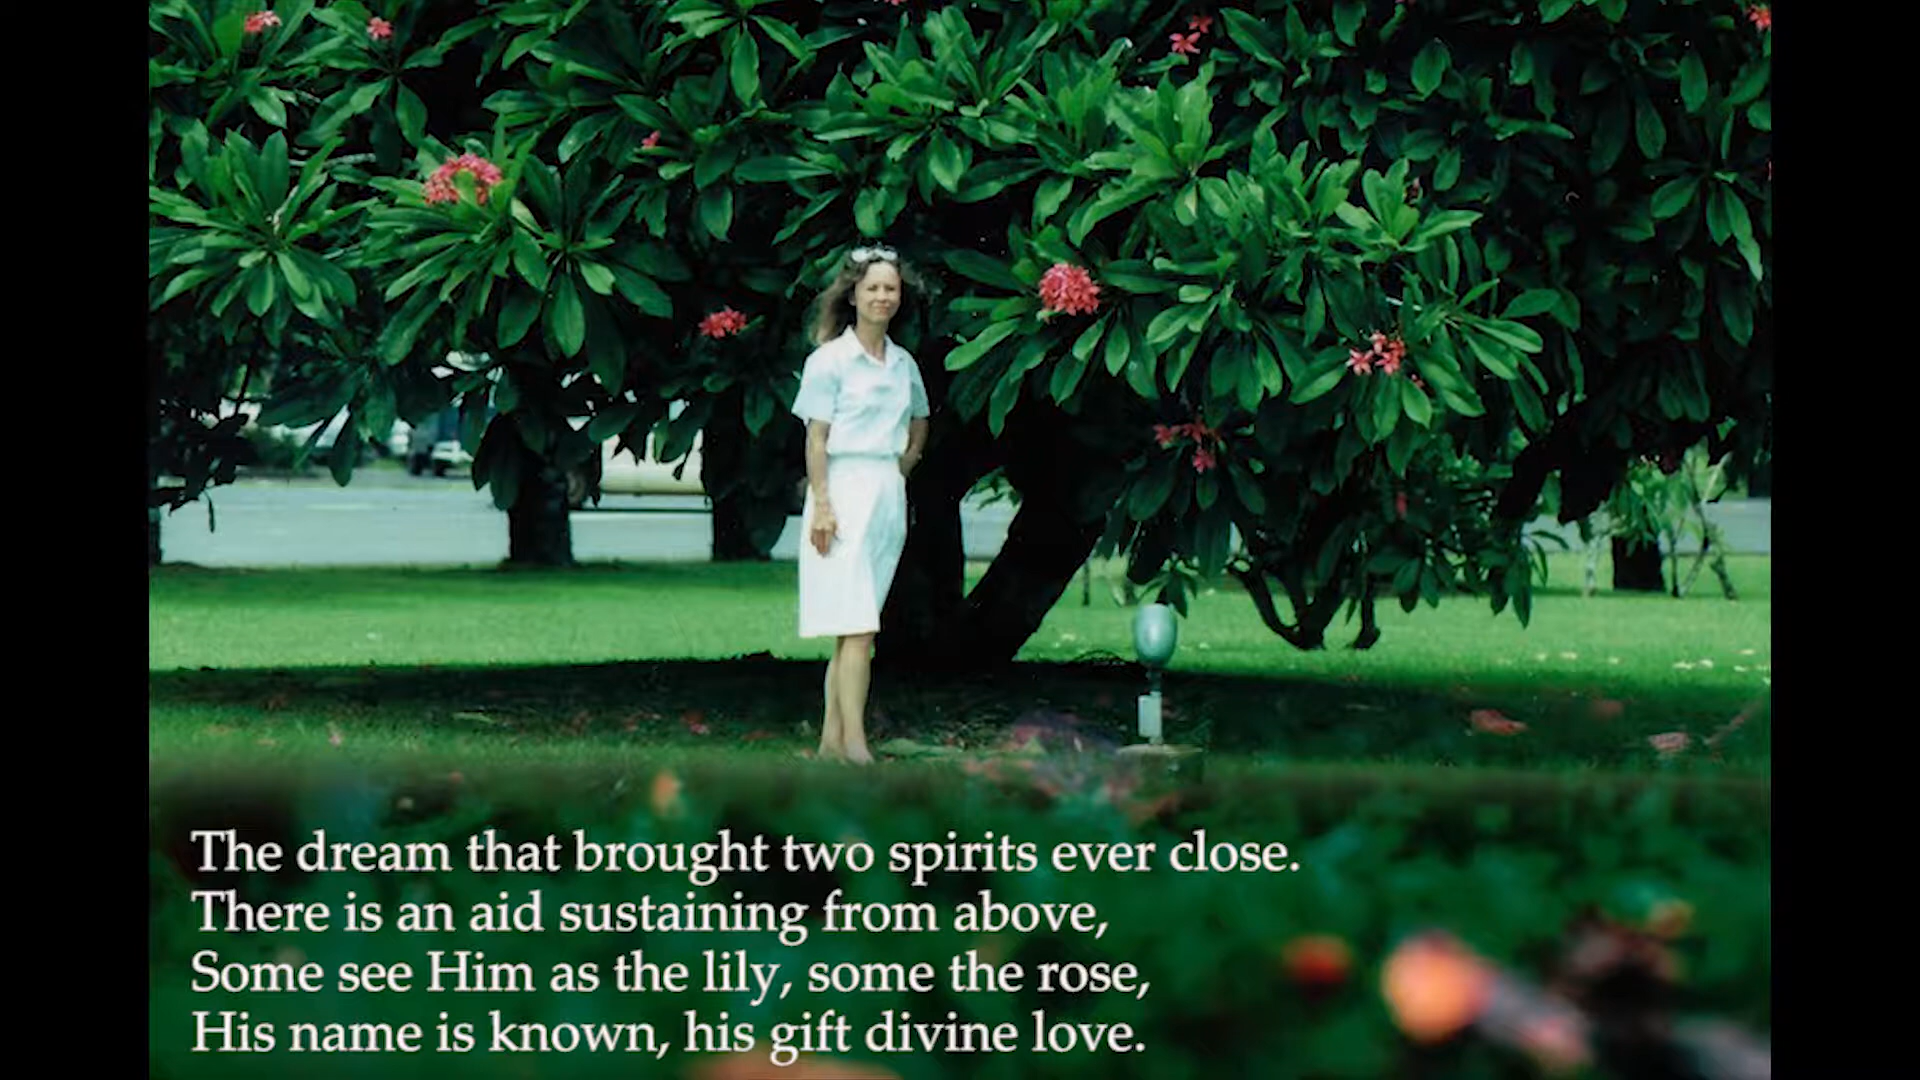 The dream that brought two spirits ever close.
There is an aid sustaining from above,
Some see Him as the lily, some the rose,
His name is known, his gift divine love.